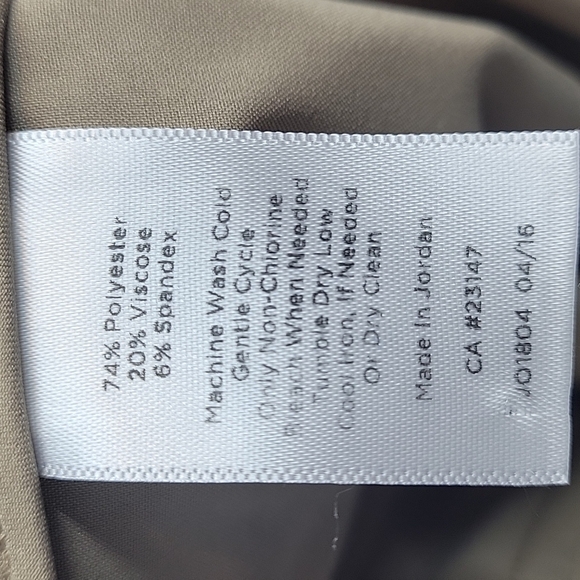 74% Polyester
20% Viscose
6% Spandex
Machine Wash Cold
Gentle Cycle
Only Non-Chlorine
Bleach When Needed
Tumble Dry Low
Cool Iron, If Needed
Or Dry Clean
Made In Jordan
CA #23147
JO1804 04/16